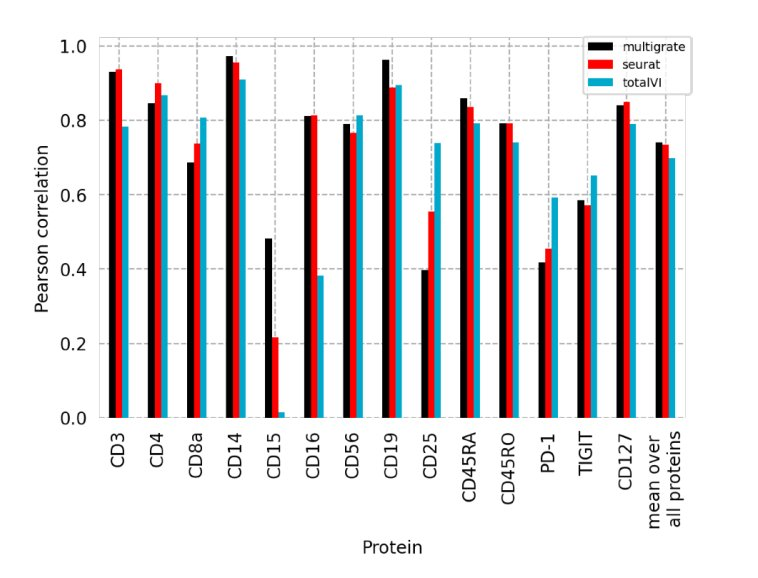 1.0
0.8
0.6
0.4
0.2
0.0
Pearson correlation
multigrate
seurat
totalVI
CD3
CD4
CD8a
CD14
CD15
CD16
CD56
CD19
CD25
CD45RA
CD45RO
PD-1
TIGIT
CD127
mean over
all proteins
Protein